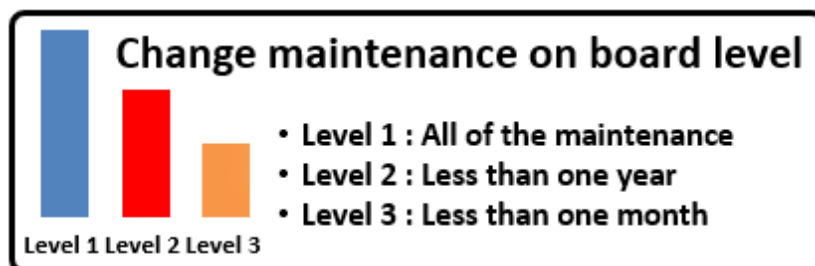 Change maintenance on board level
• Level 1 : All of the maintenance
• Level 2 : Less than one year
• Level 3 : Less than one month
Level 1 Level 2 Level 3